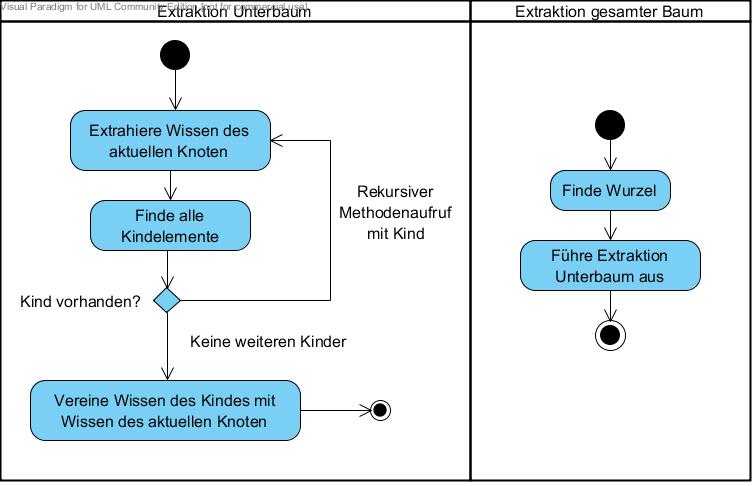 Visual Paradigm for UML Community Edition [not for commercial use]
Extraktion Unterbaum
Extrahiere Wissen des
aktuellen Knoten
Finde alle
Kindelemente
Rekursiver
Methodenaufruf
mit Kind
Kind vorhanden?
Keine weiteren Kinder
Vereine Wissen des Kindes mit
Wissen des aktuellen Knoten
Extraktion gesamter Baum
Finde Wurzel
Führe Extraktion
Unterbaum aus